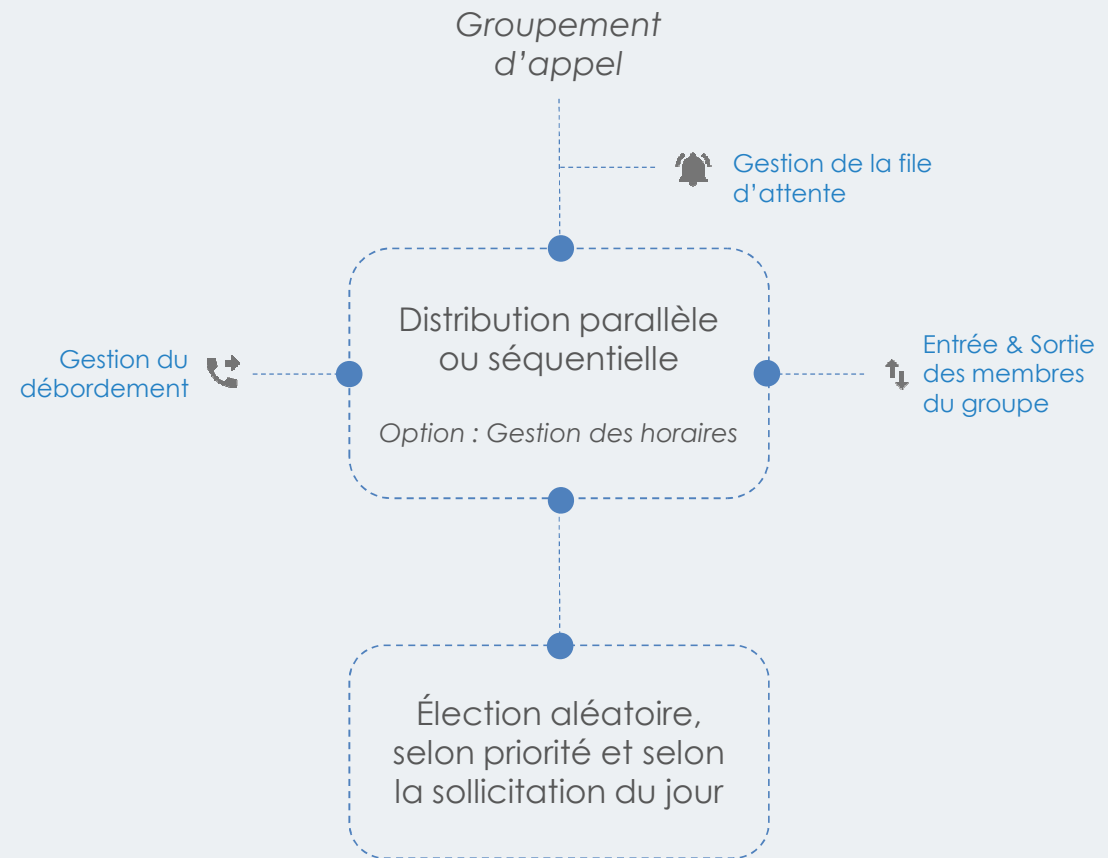 Groupement
d’appel
Gestion de la file
d’attente
Distribution parallèle
ou séquentielle
Option : Gestion des horaires
Gestion du
débordement
Entrée & Sortie
des membres
du groupe
Élection aléatoire,
selon priorité et selon
la sollicitation du jour